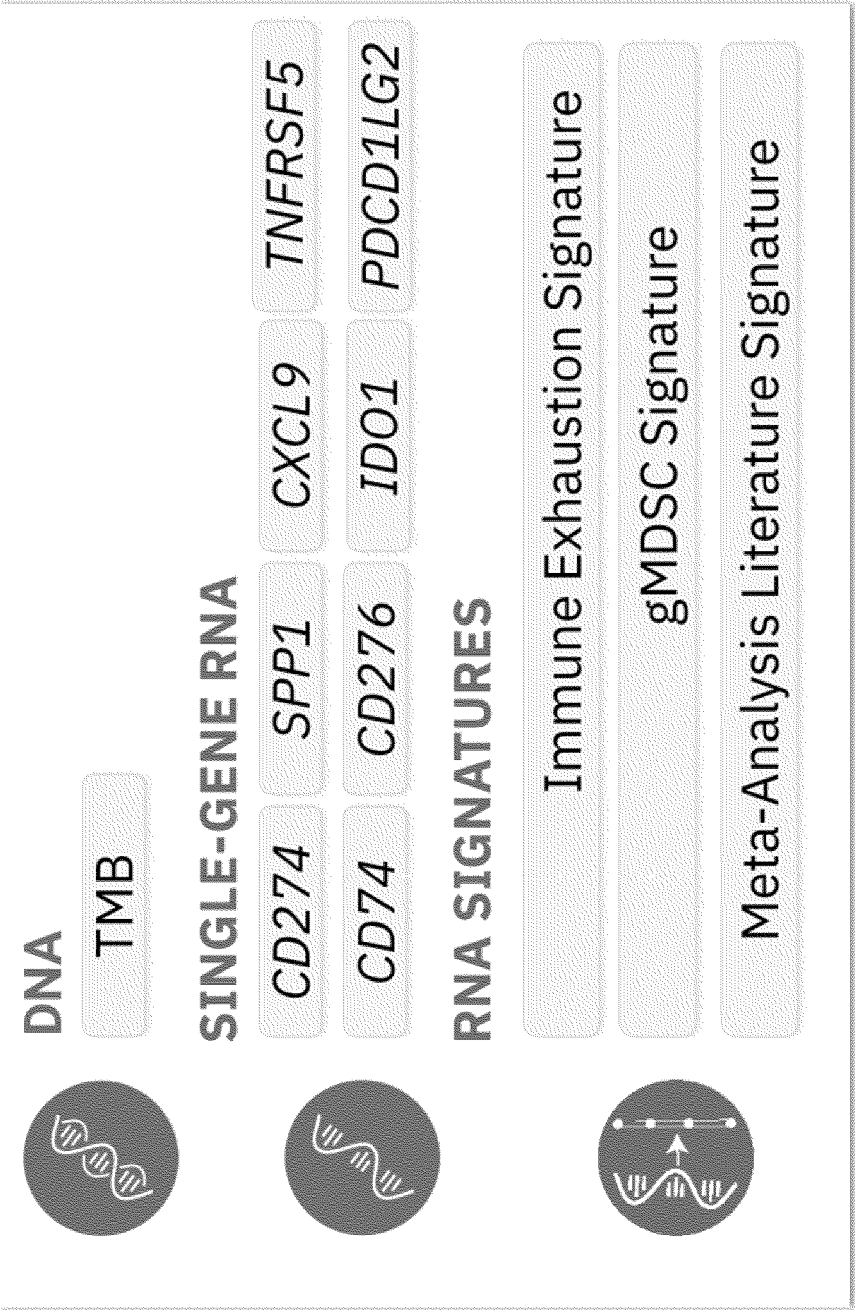 DNA
TMB
SINGLE-GENE RNA
CD274 SPP1 CXCL9 TNFRSF5
CD74 CD276 IDO1 PDCD1LG2
RNA SIGNATURES
Immune Exhaustion Signature
gMDSC Signature
Meta-Analysis Literature Signature